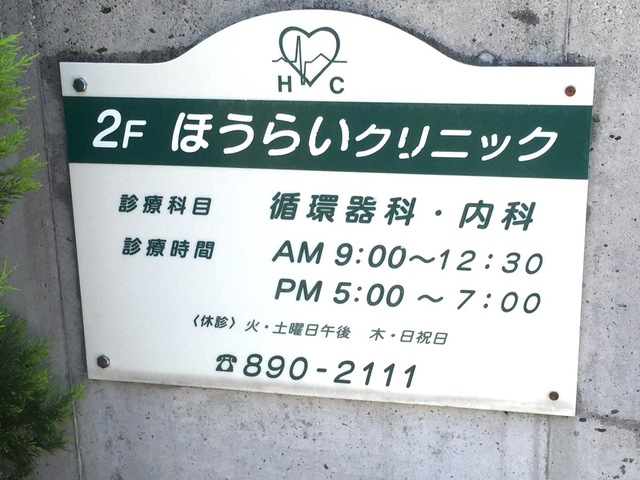 H C
2F ほうらいクリニック
診療科目 循環器科・内科
診療時間 AM 9:00～12:30
PM 5:00～7:00
〈休診〉火・土曜日午後 木・日祝日
☎890-2111